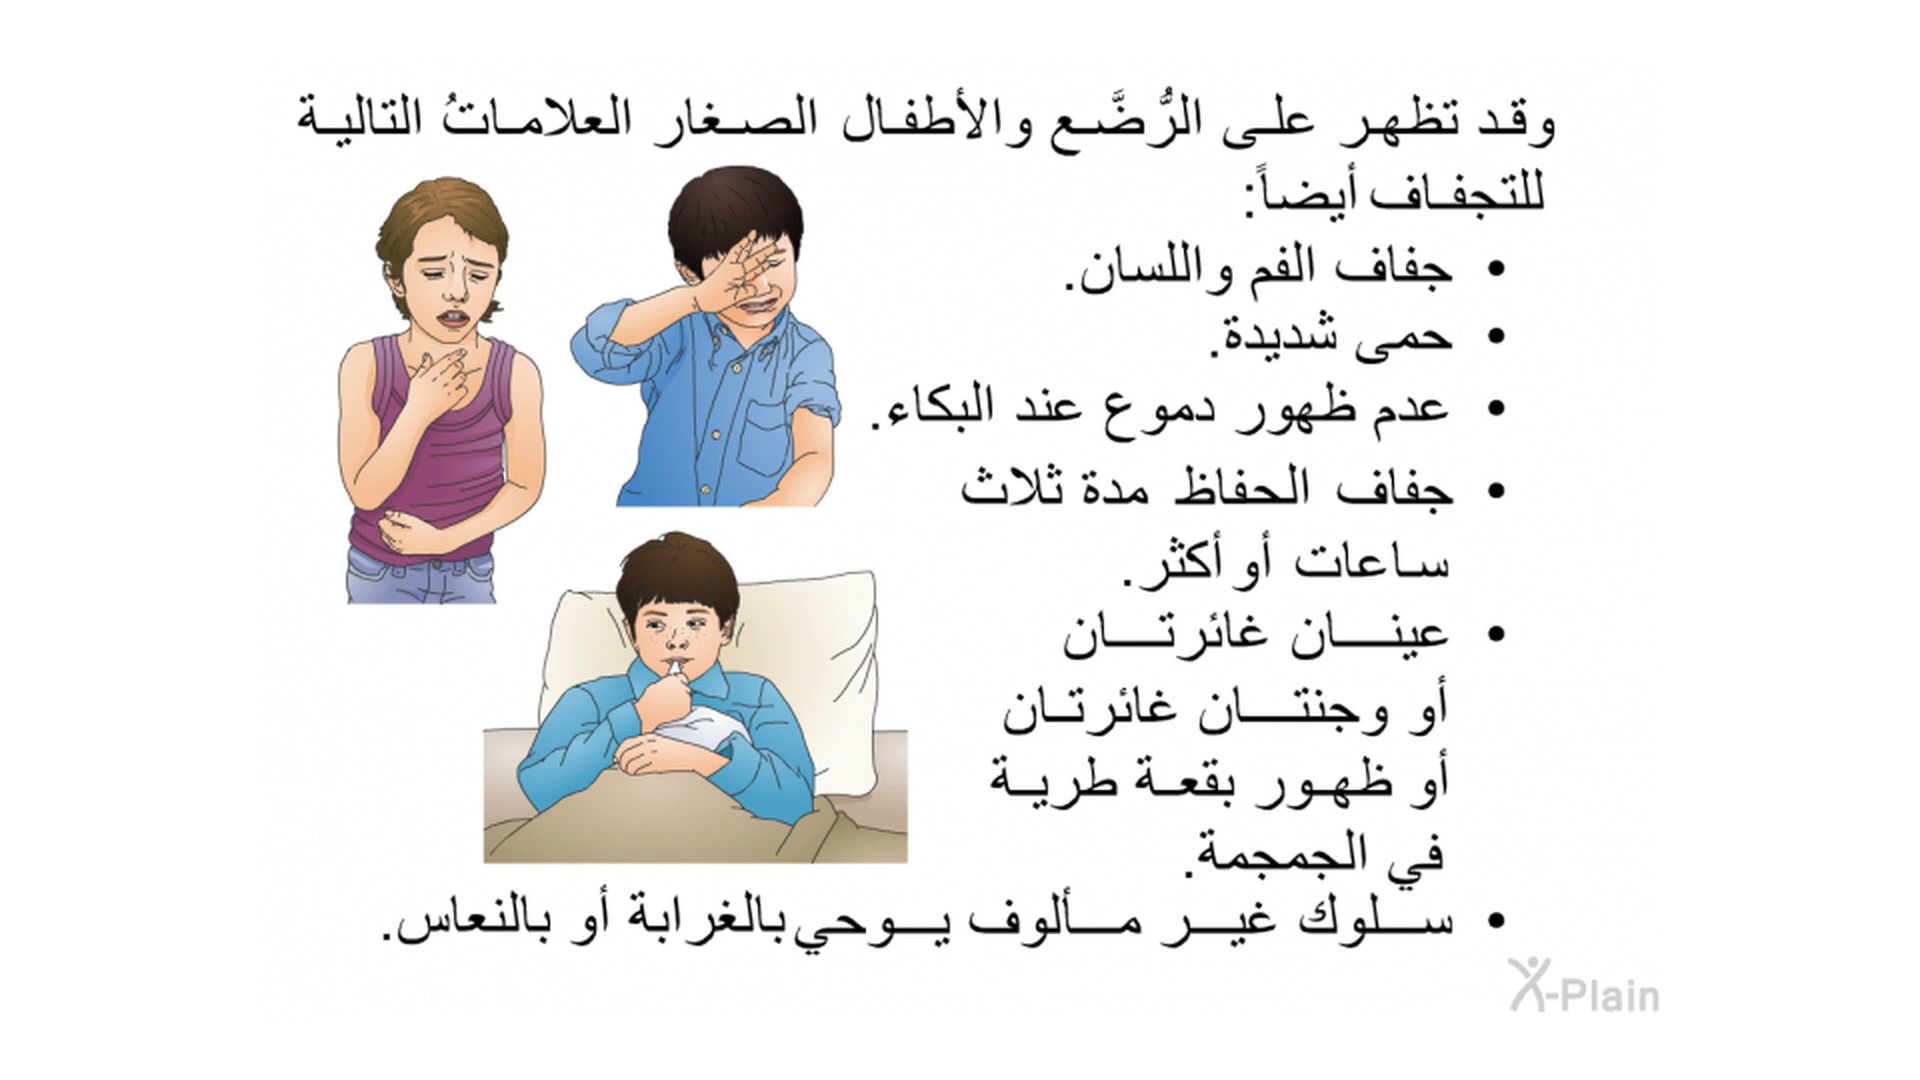 وقد تظهر على الرُّضَّع والأطفال الصغار العلاماتُ التالية
للتجفاف أيضاً:
• جفاف الفم واللسان.
• حمى شديدة.
• عدم ظهور دموع عند البكاء.
• جفاف الحفاظ مدة ثلاث
ساعات أو أكثر.
• عينان غائرتان
أو وجنتان غائرتان
أو ظهور بقعة طرية
في الجمجمة.
• سلوك غير مألوف يوحي بالغرابة أو بالنعاس.
X-Plain